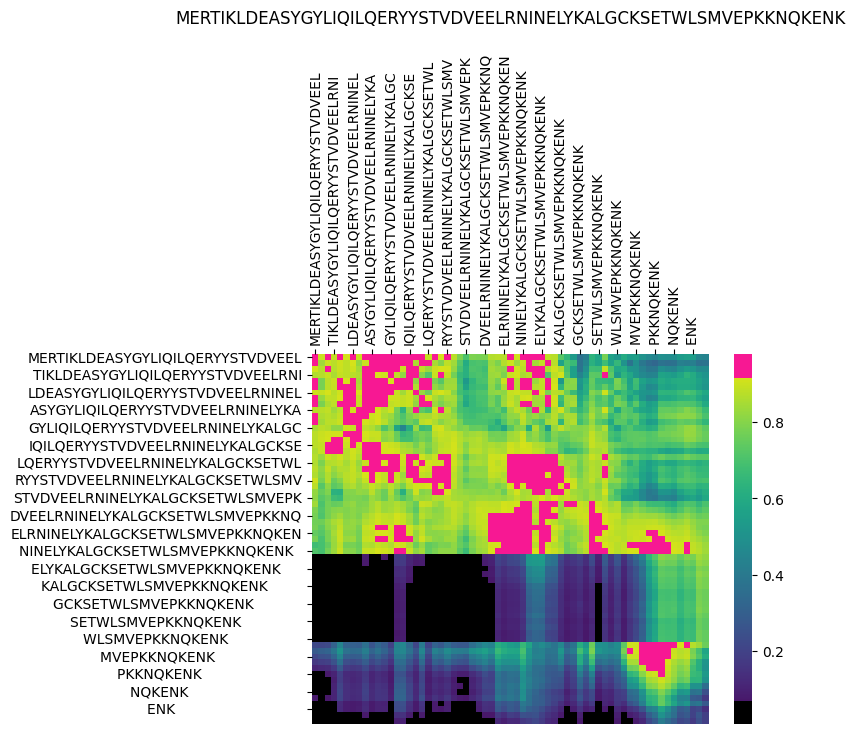 MERTIKLDEASYGYLIQILQERYYSTVDVEELRNINELYKALGCKSETWLSMVEPKKNQKENK
MERTIKLDEASYGYLIQILQERYYSTVDVEEL
TIKLDEASYGYLIQILQERYYSTVDVEELRNI
LDEASYGYLIQILQERYYSTVDVEELRNINEL
ASYGYLIQILQERYYSTVDVEELRNINELYKA
GYLIQILQERYYSTVDVEELRNINELYKALGC
IQILQERYYSTVDVEELRNINELYKALGCKSE
LQERYYSTVDVEELRNINELYKALGCKSETWL
RYYSTVDVEELRNINELYKALGCKSETWLSMV
STVDVEELRNINELYKALGCKSETWLSMVEPK
DVEELRNINELYKALGCKSETWLSMVEPKKNQ
ELRNINELYKALGCKSETWLSMVEPKKNQKEN
NINELYKALGCKSETWLSMVEPKKNQKENK
ELYKALGCKSETWLSMVEPKKNQKENK
KALGCKSETWLSMVEPKKNQKENK
GCKSETWLSMVEPKKNQKENK
SETWLSMVEPKKNQKENK
WLSMVEPKKNQKENK
MVEPKKNQKENK
PKKNQKENK
NQKENK
ENK
MERTIKLDEASYGYLIQILQERYYSTVDVEEL
TIKLDEASYGYLIQILQERYYSTVDVEELRNI
LDEASYGYLIQILQERYYSTVDVEELRNINEL
ASYGYLIQILQERYYSTVDVEELRNINELYKA
GYLIQILQERYYSTVDVEELRNINELYKALGC
IQILQERYYSTVDVEELRNINELYKALGCKSE
LQERYYSTVDVEELRNINELYKALGCKSETWL
RYYSTVDVEELRNINELYKALGCKSETWLSMV
STVDVEELRNINELYKALGCKSETWLSMVEPK
DVEELRNINELYKALGCKSETWLSMVEPKKNQ
ELRNINELYKALGCKSETWLSMVEPKKNQKEN
NINELYKALGCKSETWLSMVEPKKNQKENK
ELYKALGCKSETWLSMVEPKKNQKENK
KALGCKSETWLSMVEPKKNQKENK
GCKSETWLSMVEPKKNQKENK
SETWLSMVEPKKNQKENK
WLSMVEPKKNQKENK
MVEPKKNQKENK
PKKNQKENK
NQKENK
ENK
0.8
0.6
0.4
0.2